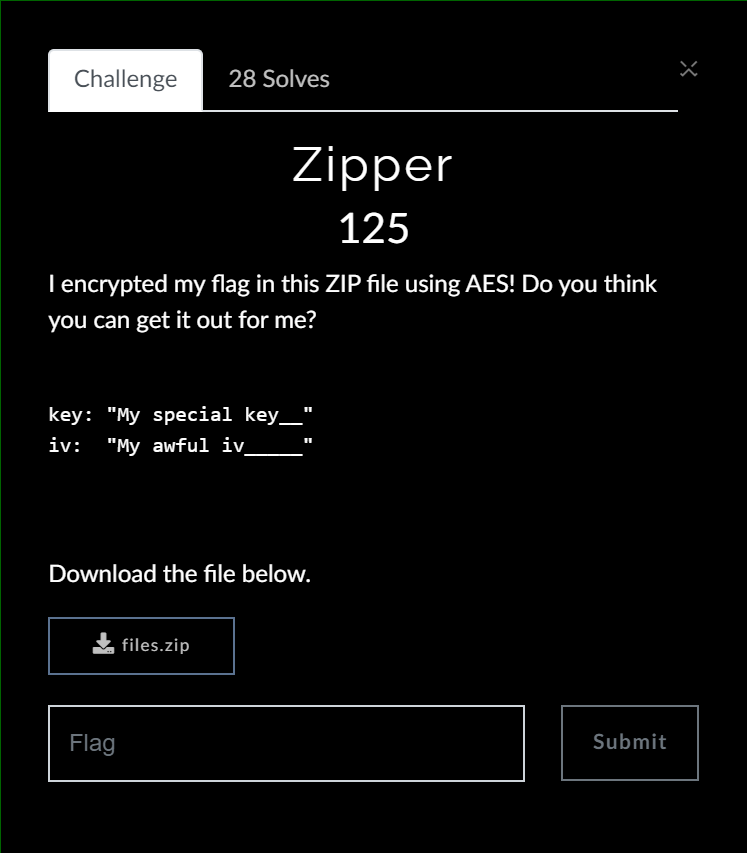 Challenge
28 Solves
Zipper
125
I encrypted my flag in this ZIP file using AES! Do you think
you can get it out for me?
key: "My special key__"
iv:  "My awful iv_____"
Download the file below.
files.zip
Flag
Submit